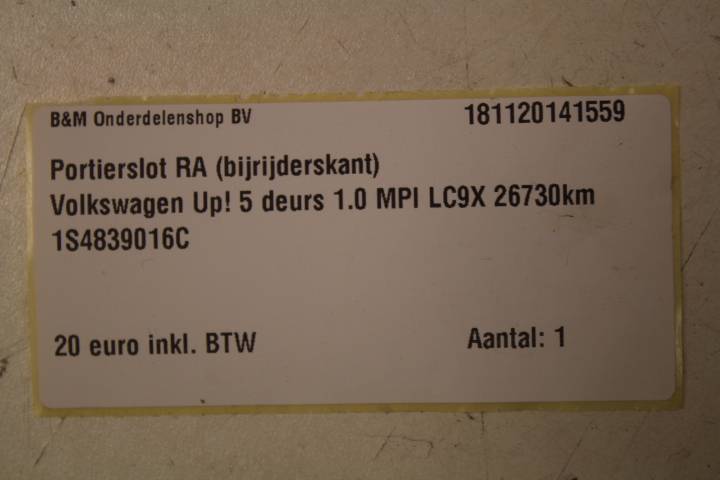 B&M Onderdelenshop BV 181120141559
Portierslot RA (bijrijderskant)
Volkswagen Up! 5 deurs 1.0 MPI LC9X 26730km
1S4839016C
20 euro inkl. BTW Aantal: 1